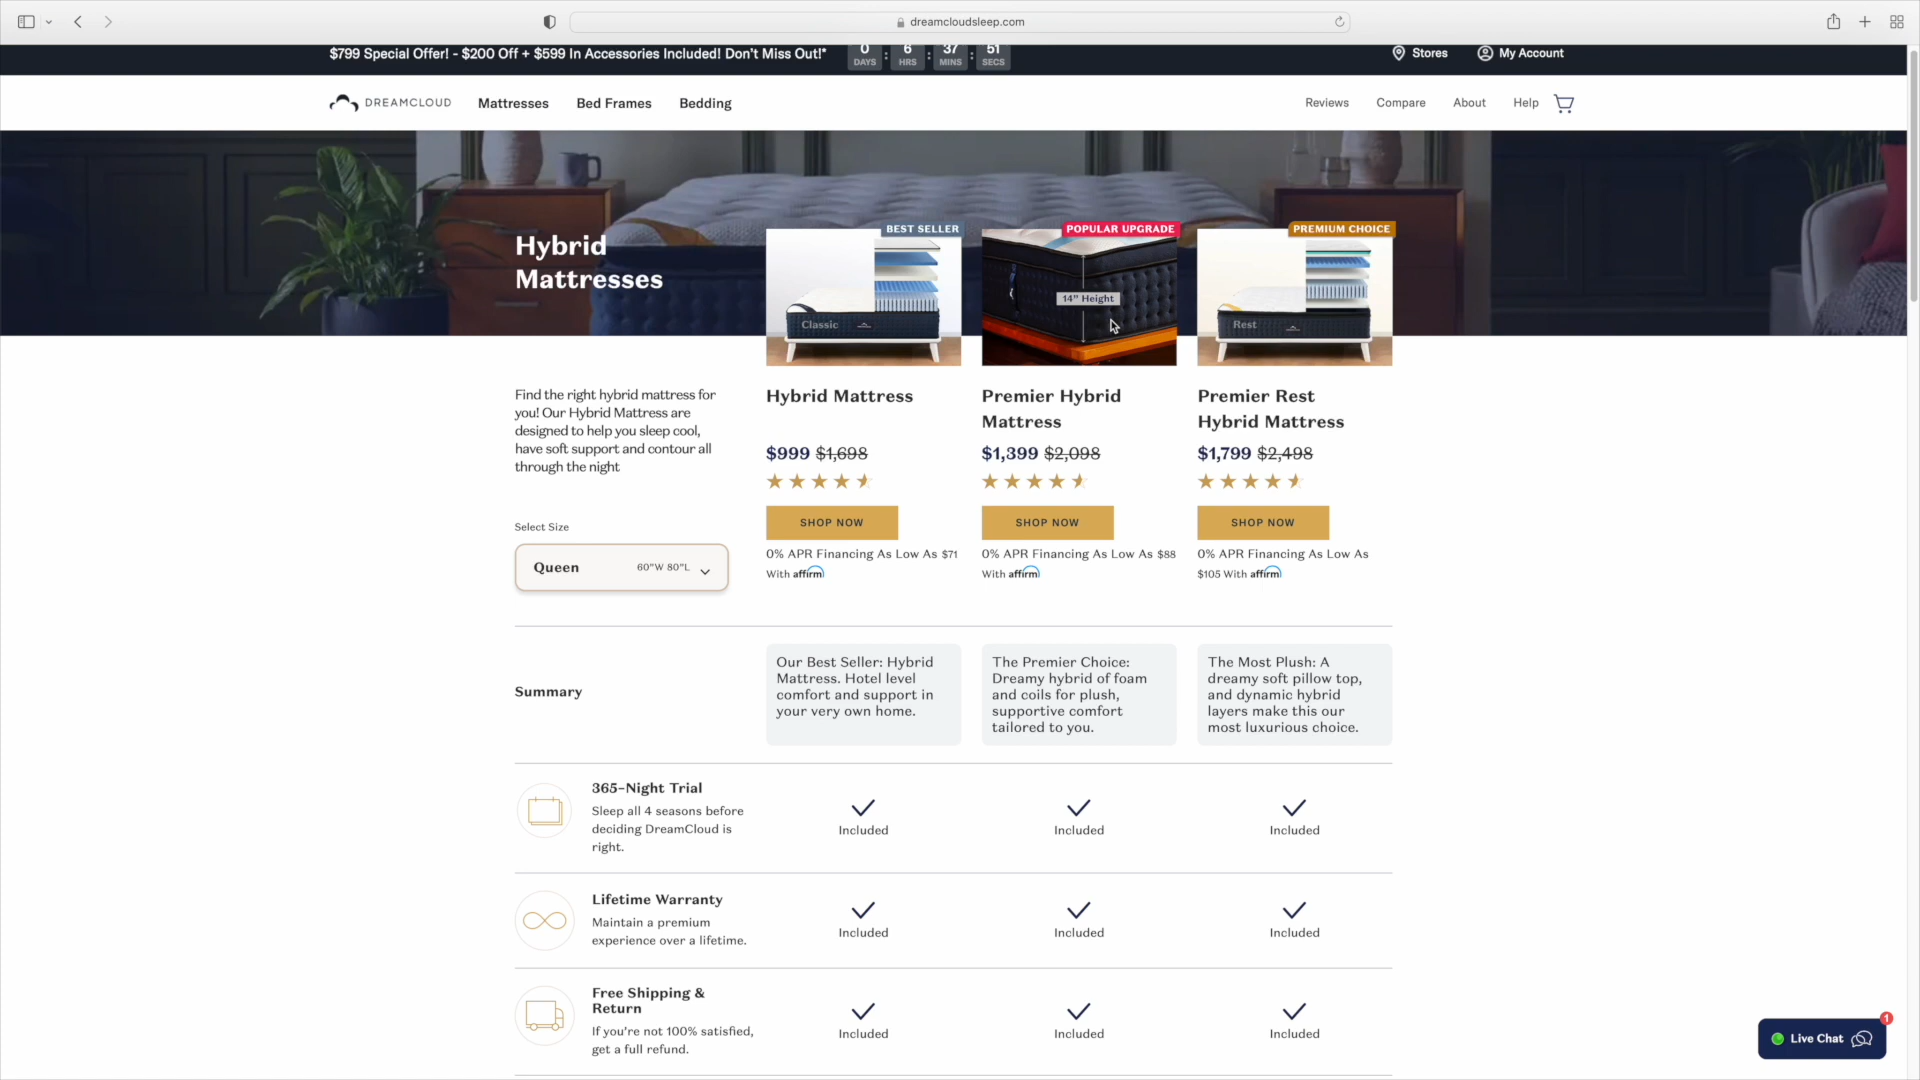 dreamcloudsleep.com
$799 Special Offer! - $200 Off + $599 In Accessories Included! Don't Miss Out!*
0 : 6 : 37 : 51
DAYS HRS MINS SECS
Stores
My Account
DREAMCLOUD
Mattresses
Bed Frames
Bedding
Reviews
Compare
About
Help
Hybrid
Mattresses
BEST SELLER
Classic
POPULAR UPGRADE
14" Height
PREMIUM CHOICE
Rest
Find the right hybrid mattress for
you! Our Hybrid Mattress are
designed to help you sleep cool,
have soft support and contour all
through the night
Select Size
Queen 60"W 80"L
Hybrid Mattress
$999 $1,698
SHOP NOW
0% APR Financing As Low As $71
With affirm
Premier Hybrid
Mattress
$1,399 $2,098
SHOP NOW
0% APR Financing As Low As $88
With affirm
Premier Rest
Hybrid Mattress
$1,799 $2,498
SHOP NOW
0% APR Financing As Low As
$105 With affirm
Summary
Our Best Seller: Hybrid
Mattress. Hotel level
comfort and support in
your very own home.
The Premier Choice:
Dreamy hybrid of foam
and coils for plush,
supportive comfort
tailored to you.
The Most Plush: A
dreamy soft pillow top,
and dynamic hybrid
layers make this our
most luxurious choice.
365-Night Trial
Sleep all 4 seasons before
deciding DreamCloud is
right.
Included
Included
Included
Lifetime Warranty
Maintain a premium
experience over a lifetime.
Included
Included
Included
Free Shipping &
Return
If you're not 100% satisfied,
get a full refund.
Included
Included
Included
Live Chat
1